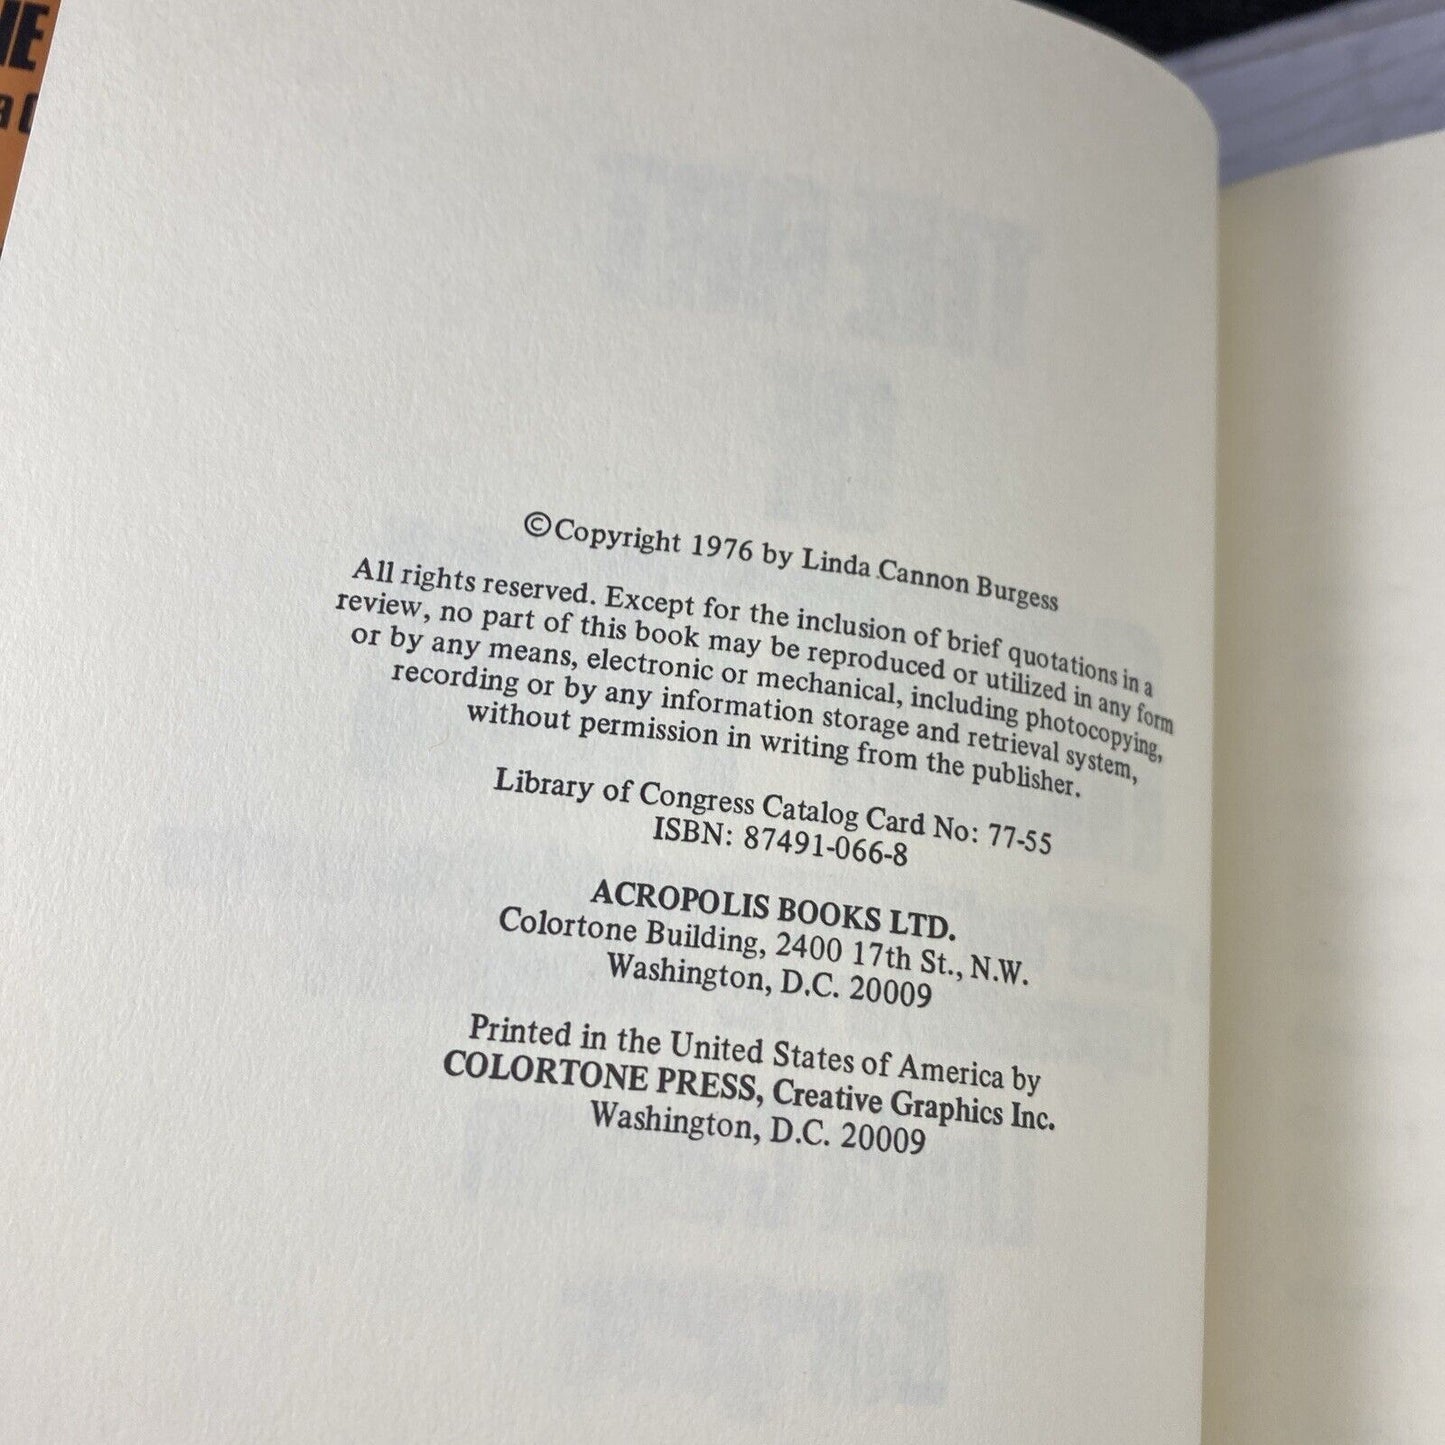 ©Copyright 1976 by Linda Cannon Burgess
All rights reserved. Except for the inclusion of brief quotations in a
review, no part of this book may be reproduced or utilized in any form
or by any means, electronic or mechanical, including photocopying,
recording or by any information storage and retrieval system,
without permission in writing from the publisher.
Library of Congress Catalog Card No: 77-55
ISBN: 87491-066-8
ACROPOLIS BOOKS LTD.
Colortone Building, 2400 17th St., N.W.
Washington, D.C. 20009
Printed in the United States of America by
COLORTONE PRESS, Creative Graphics Inc.
Washington, D.C. 20009